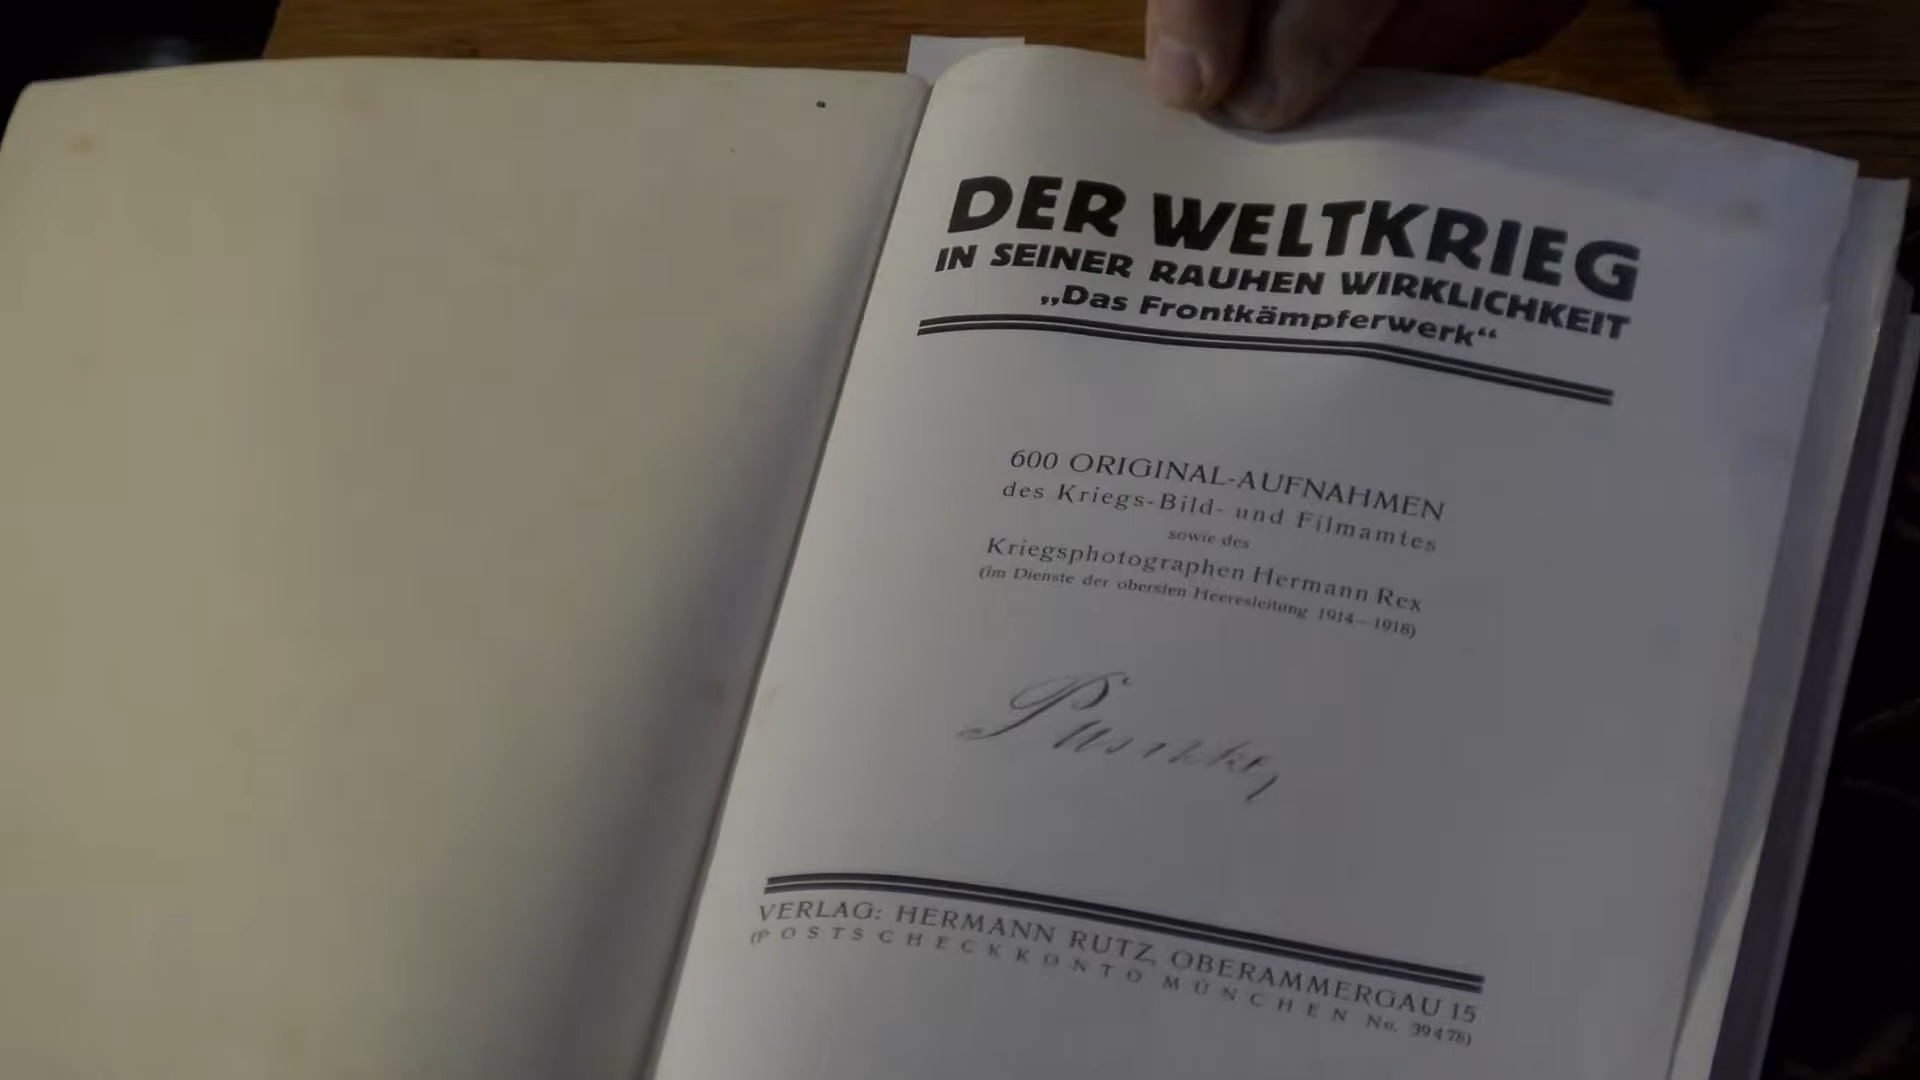 DER WELTKRIEG
IN SEINER RAUHEN WIRKLICHKEIT
„Das Frontkämpferwerk“
600 ORIGINAL-AUFNAHMEN
des Kriegs-Bild- und Filmamtes
sowie des
Kriegsphotographen Hermann Rex
(im Dienste der obersten Heeresleitung 1914—1918)
VERLAG: HERMANN RUTZ, OBERAMMERGAU 15
(POSTSCHECKKONTO MÜNCHEN No. 39478)